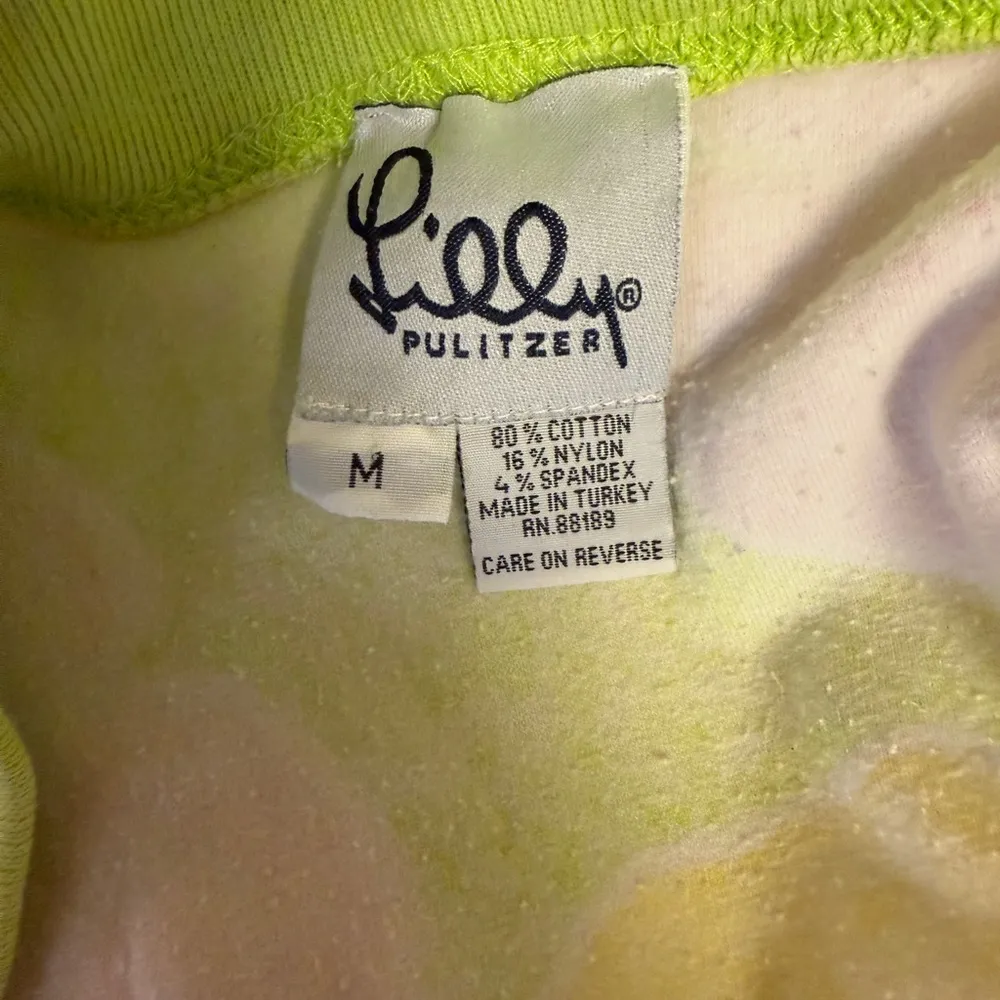 Lilly®
PULITZER
M
80 % COTTON
16 % NYLON
4 % SPANDEX
MADE IN TURKEY
RN.88189
CARE ON REVERSE